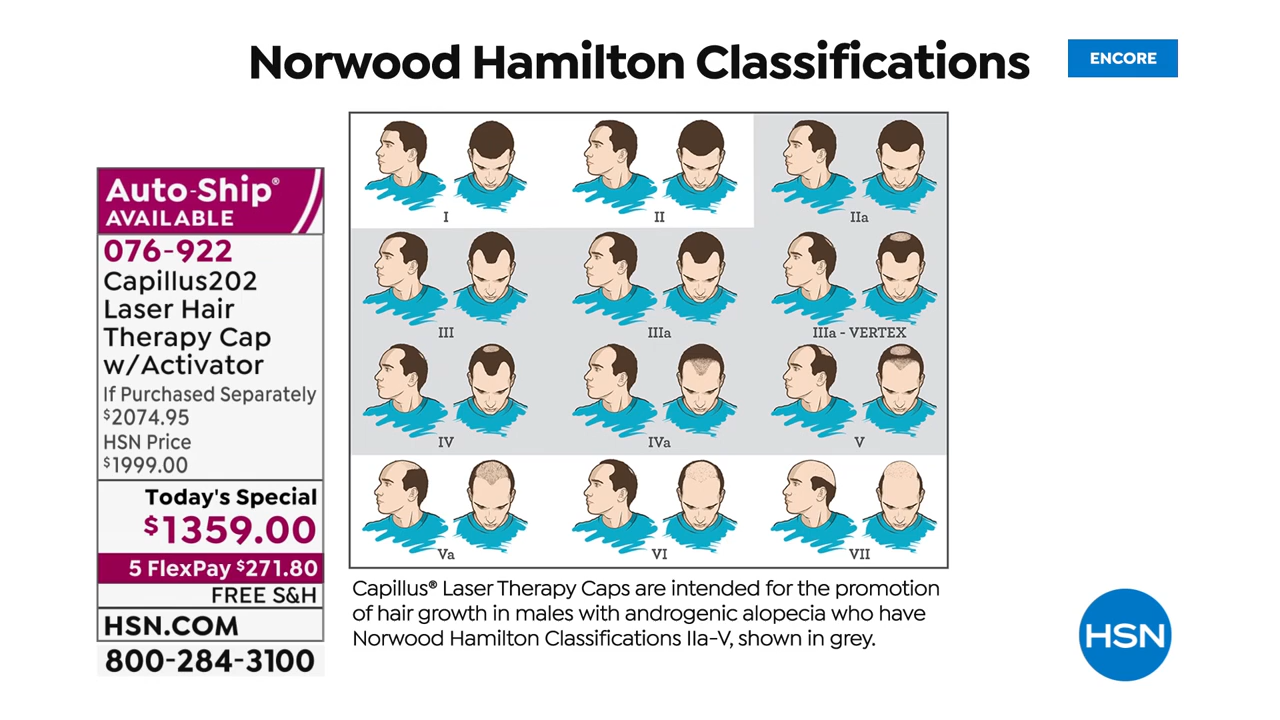 Norwood Hamilton Classifications
ENCORE
Auto-Ship®
AVAILABLE
076-922
Capillus202
Laser Hair
Therapy Cap
w/Activator
If Purchased Separately
$2074.95
HSN Price
$1999.00
Today's Special
$1359.00
5 FlexPay $271.80
FREE S&H
HSN.COM
800-284-3100
I
II
IIa
III
IIIa
IIIa - VERTEX
IV
IVa
V
Va
VI
VII
Capillus® Laser Therapy Caps are intended for the promotion
of hair growth in males with androgenic alopecia who have
Norwood Hamilton Classifications IIa-V, shown in grey.
HSN